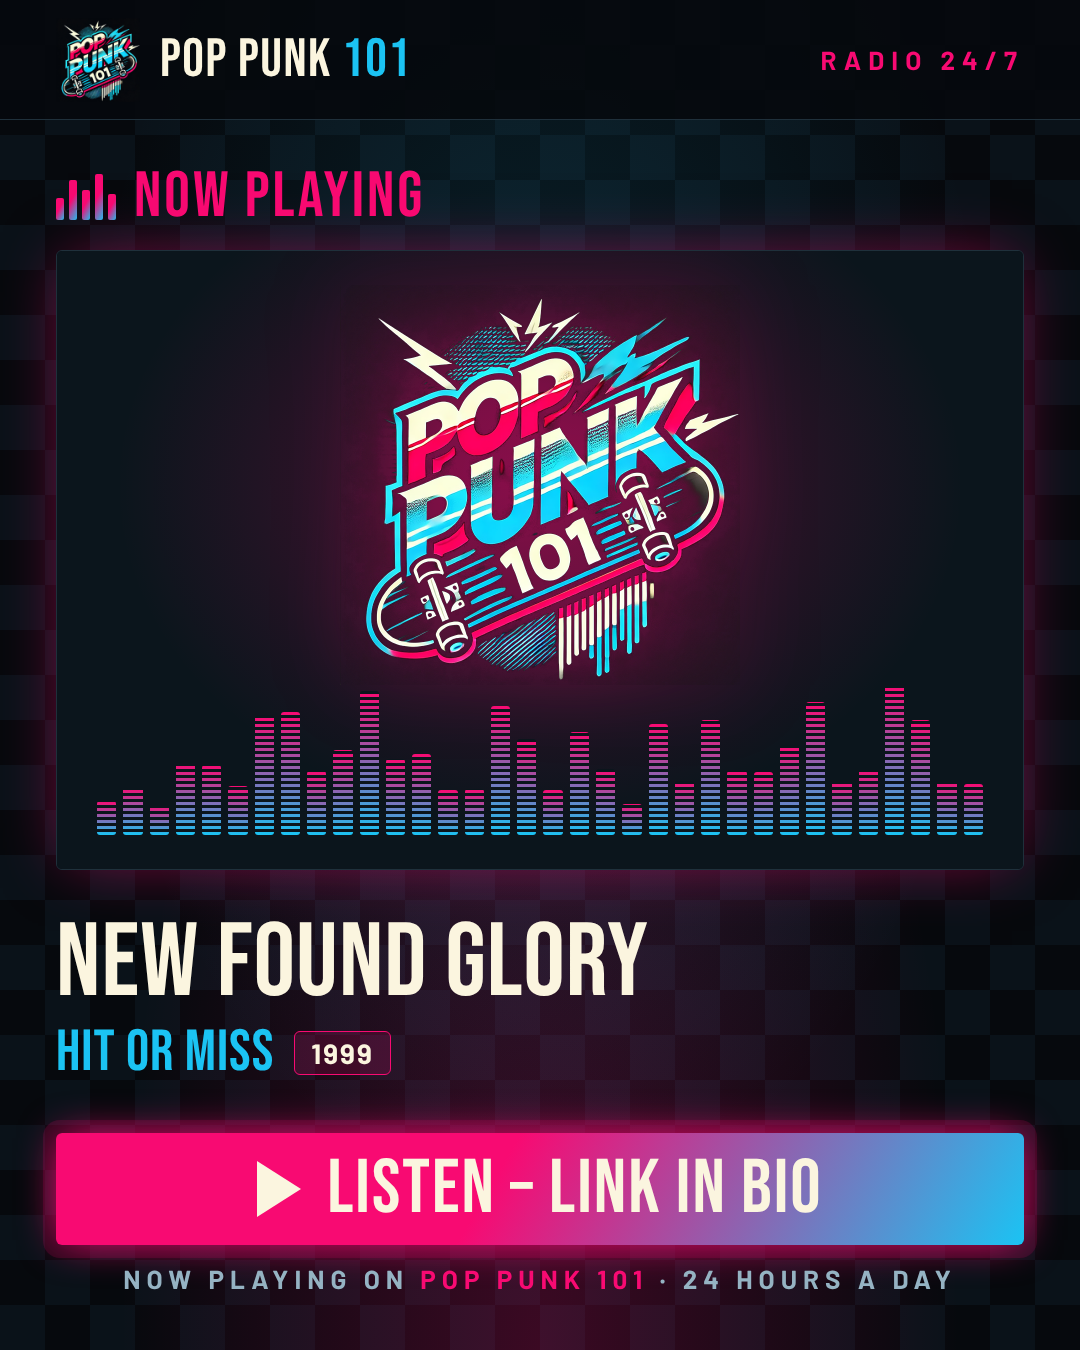 POP PUNK 101
POP PUNK 101
RADIO 24/7
NOW PLAYING
POP
PUNK
101
NEW FOUND GLORY
HIT OR MISS 1999
LISTEN – LINK IN BIO
NOW PLAYING ON POP PUNK 101 · 24 HOURS A DAY